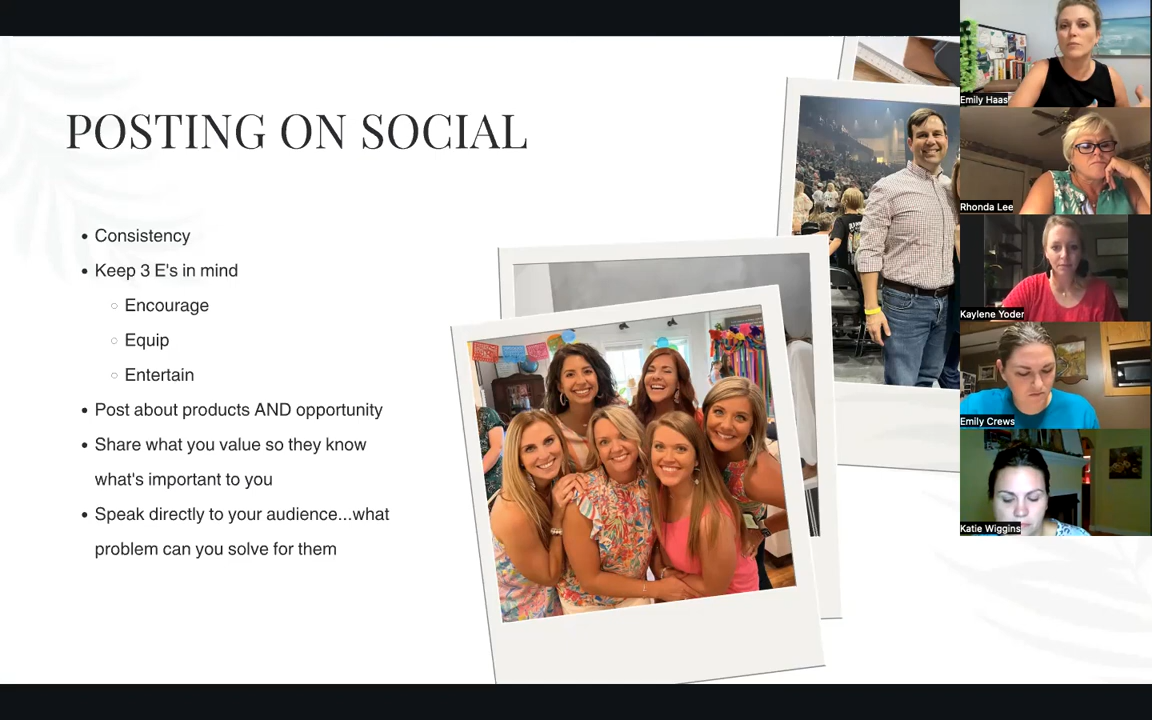 POSTING ON SOCIAL
Consistency
Keep 3 E's in mind
Encourage
Equip
Entertain
Post about products AND opportunity
Share what you value so they know
what's important to you
Speak directly to your audience...what
problem can you solve for them
Emily Haas
Rhonda Lee
Kaylene Yoder
Emily Crews
Katie Wiggins